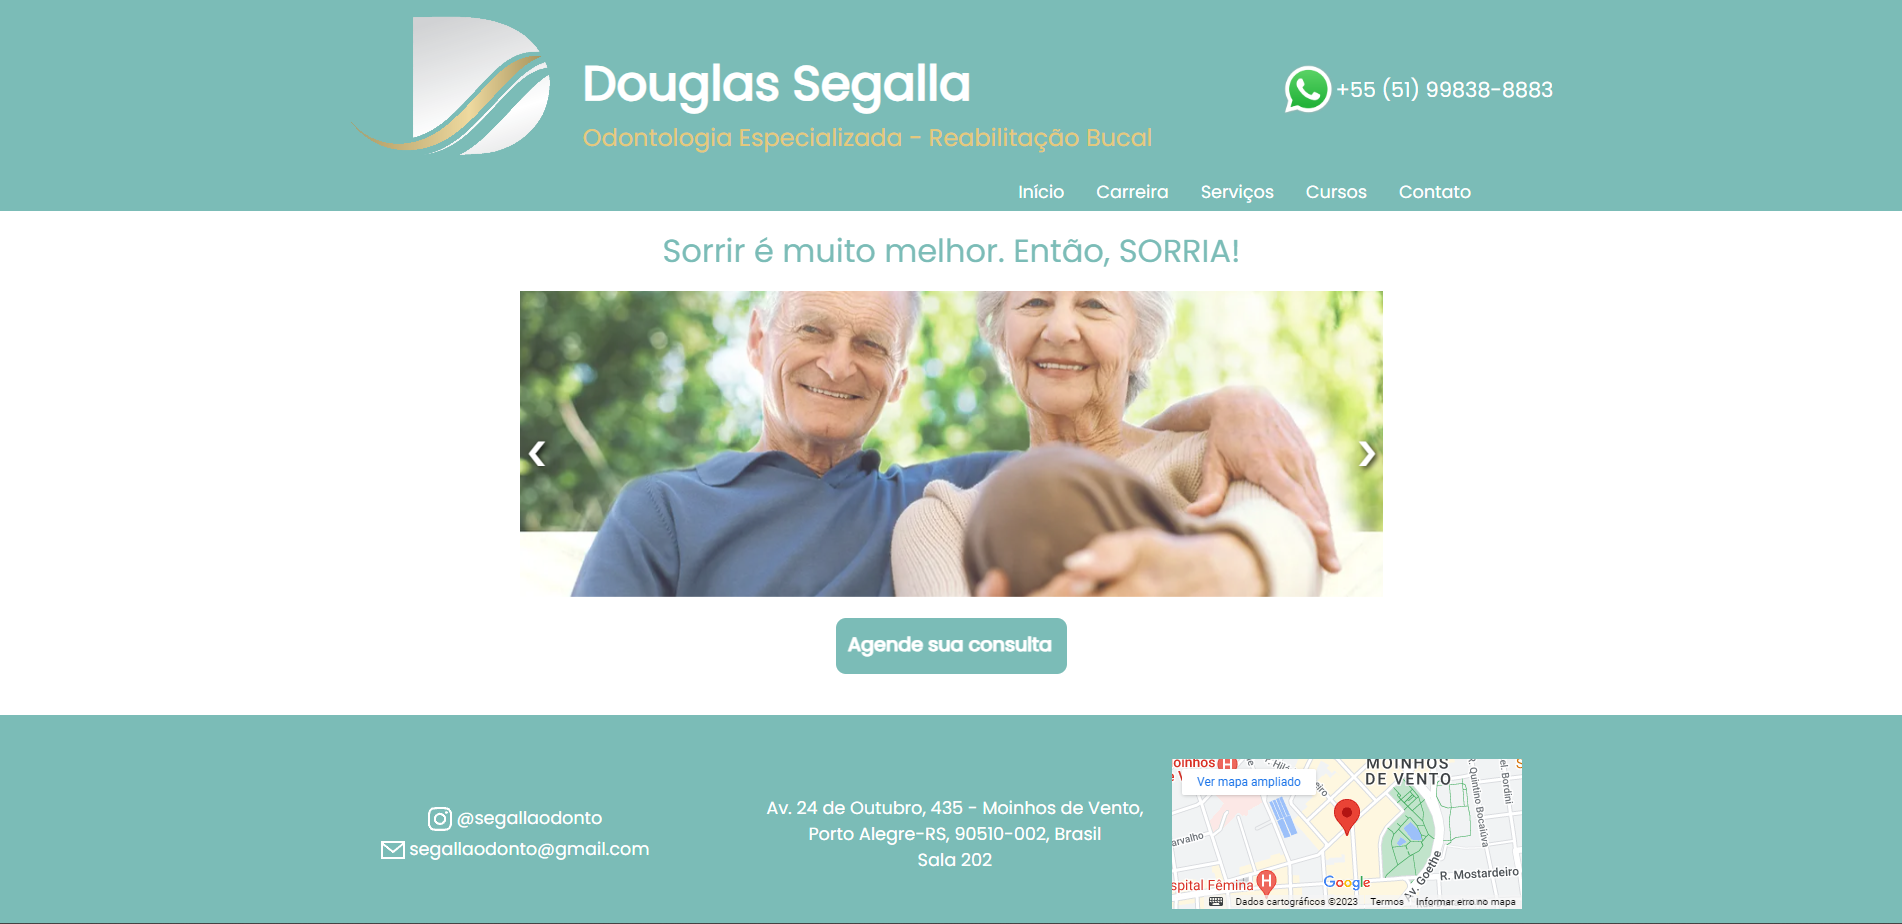 Douglas Segalla
Odontologia Especializada - Reabilitação Bucal
+55 (51) 99838-8883
Início Carreira Serviços Cursos Contato
Sorrir é muito melhor. Então, SORRIA!
❮ ❯
Agende sua consulta
@segallaodonto
segallaodonto@gmail.com
Av. 24 de Outubro, 435 - Moinhos de Vento,
Porto Alegre-RS, 90510-002, Brasil
Sala 202
MOINHOS
DE VENTO
Ver mapa ampliado
R. Quintino Bocaiúva
el. Bordini
arvalho
Av. Goethe
R. Mostardeiro
spital Fêmina
H
Google
Dados cartográficos ©2023 Termos Informar erro no mapa